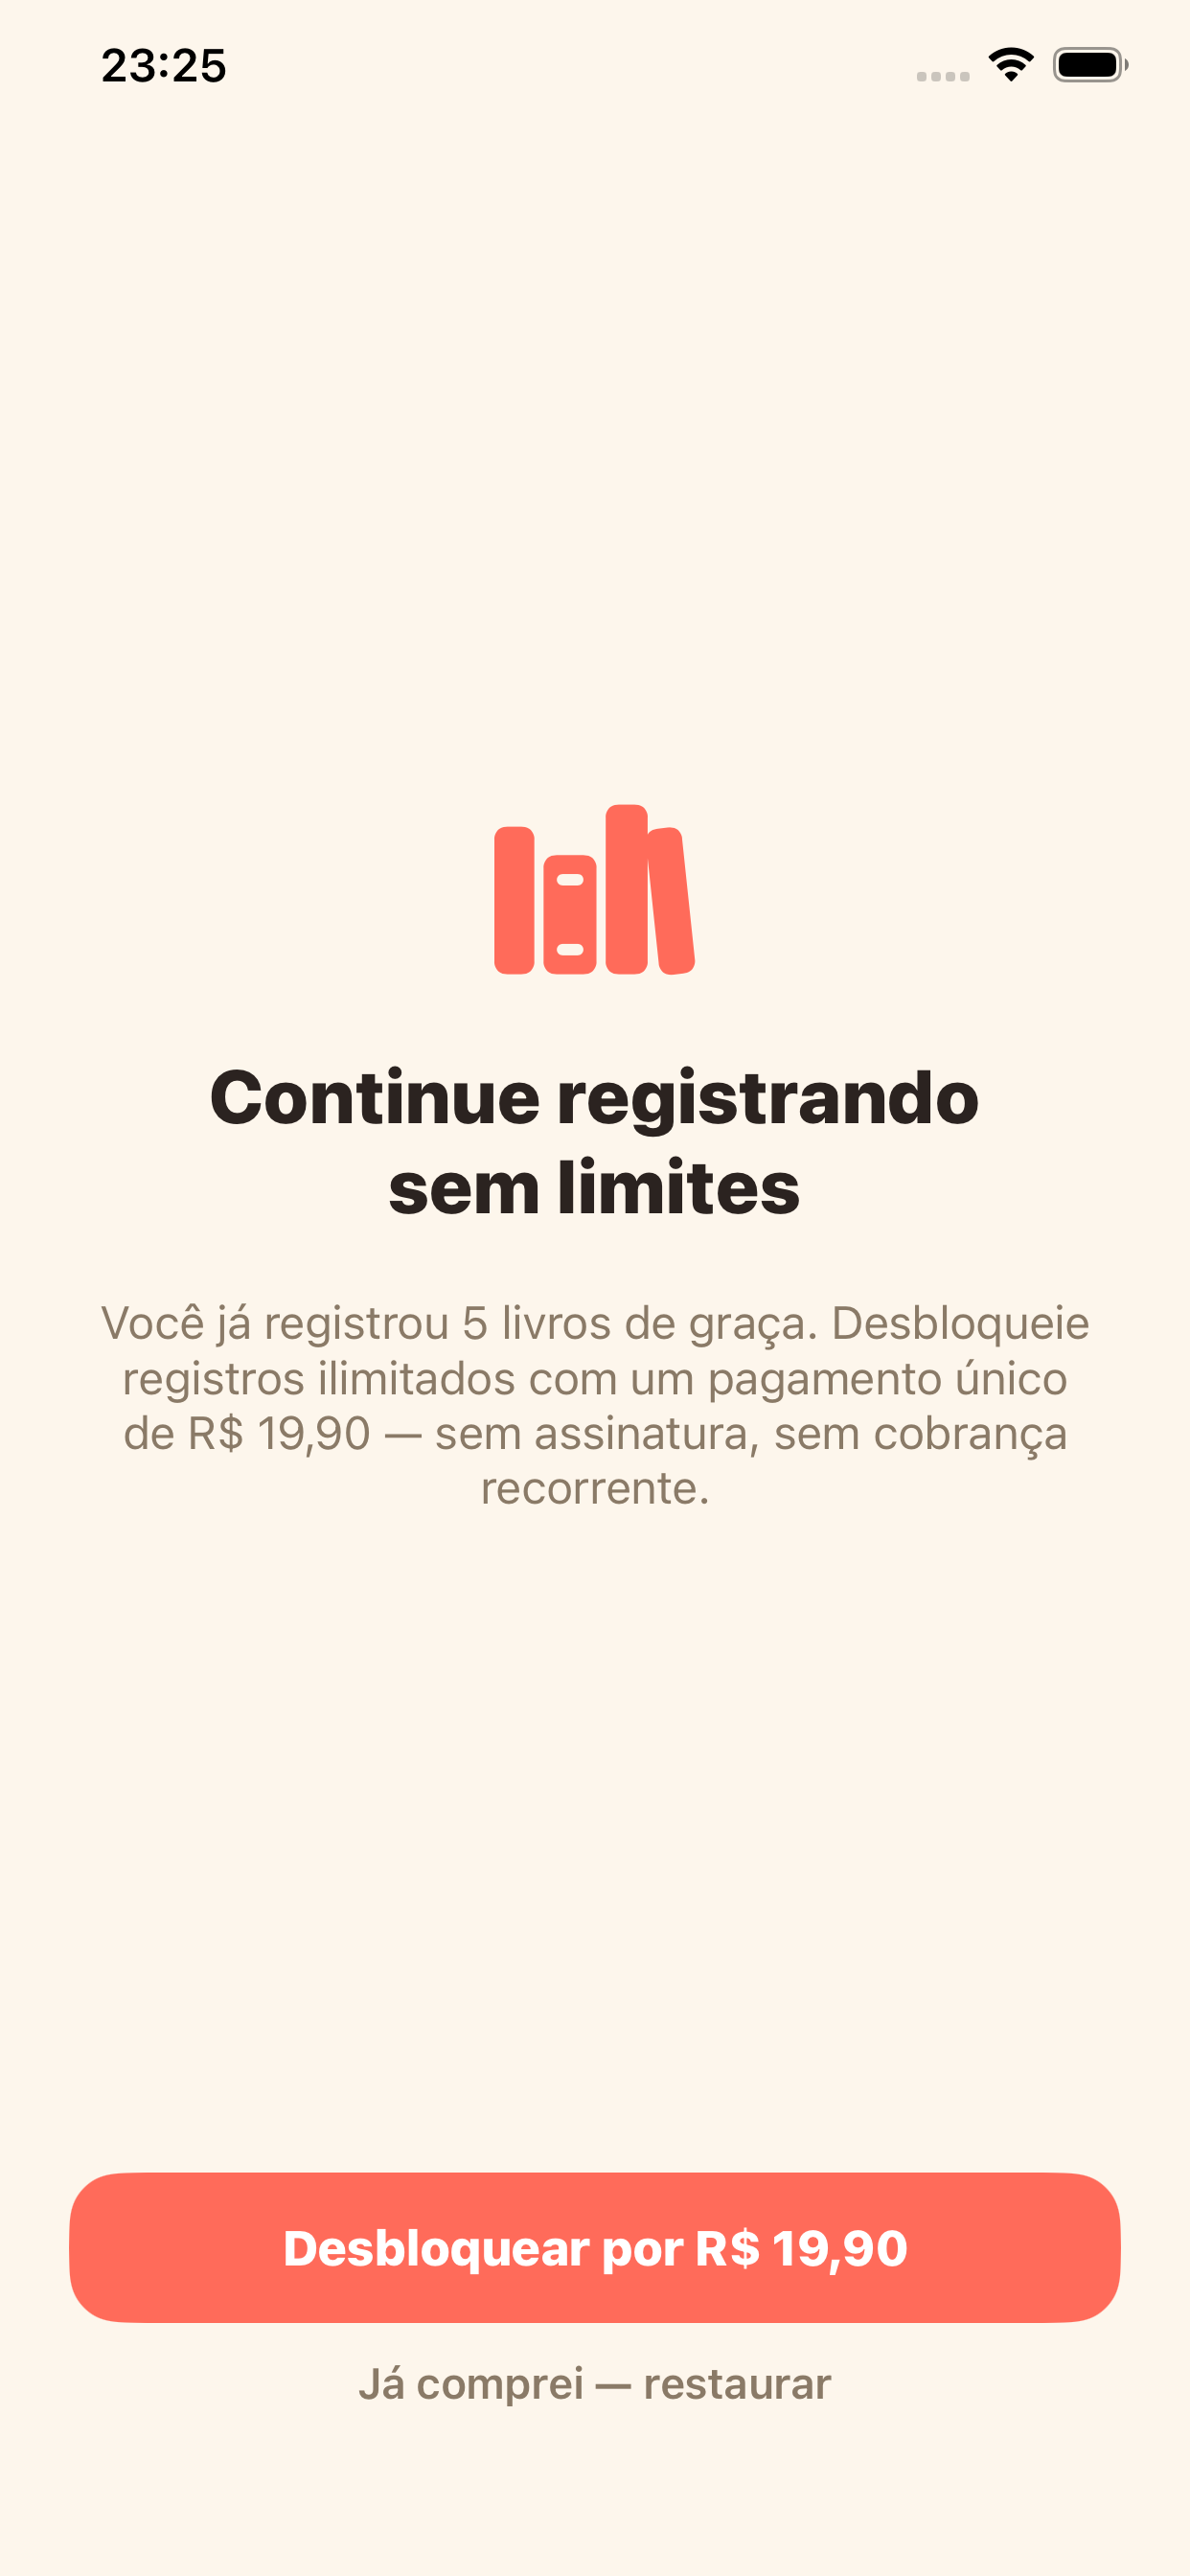 23:25
Continue registrando
sem limites
Você já registrou 5 livros de graça. Desbloqueie
registros ilimitados com um pagamento único
de R$ 19,90 — sem assinatura, sem cobrança
recorrente.
Desbloquear por R$ 19,90
Já comprei — restaurar